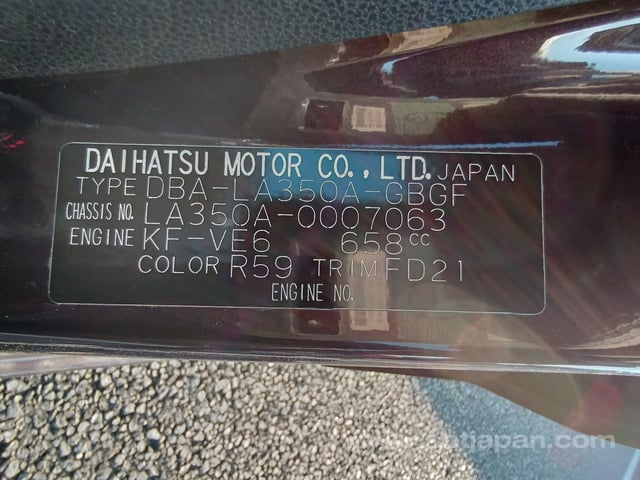 DAIHATSU MOTOR CO., LTD. JAPAN
TYPE DBA-LA350A-GBGF
CHASSIS NO. LA350A-0007063
ENGINE KF-VE6 658cc
COLOR R59 TRIM FD21
ENGINE NO.